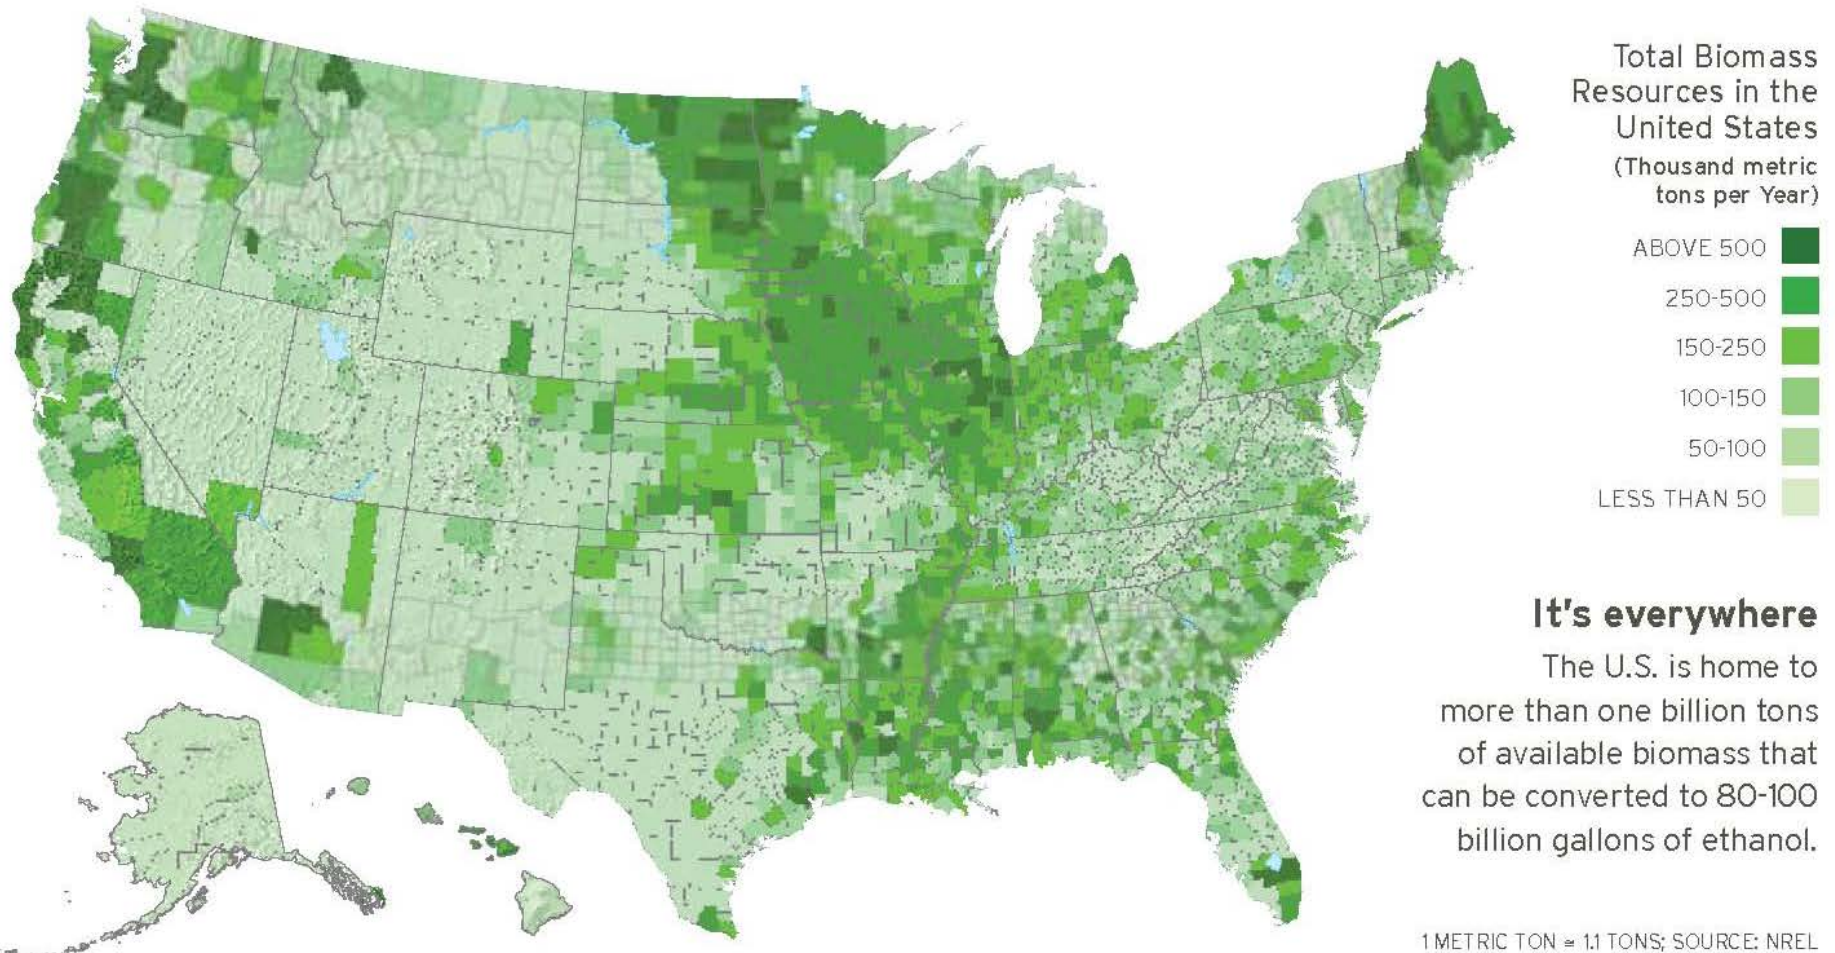 Total Biomass
Resources in the
United States
(Thousand metric
tons per Year)
ABOVE 500
250-500
150-250
100-150
50-100
LESS THAN 50
It's everywhere
The U.S. is home to
more than one billion tons
of available biomass that
can be converted to 80-100
billion gallons of ethanol.
1 METRIC TON ≅ 1.1 TONS; SOURCE: NREL